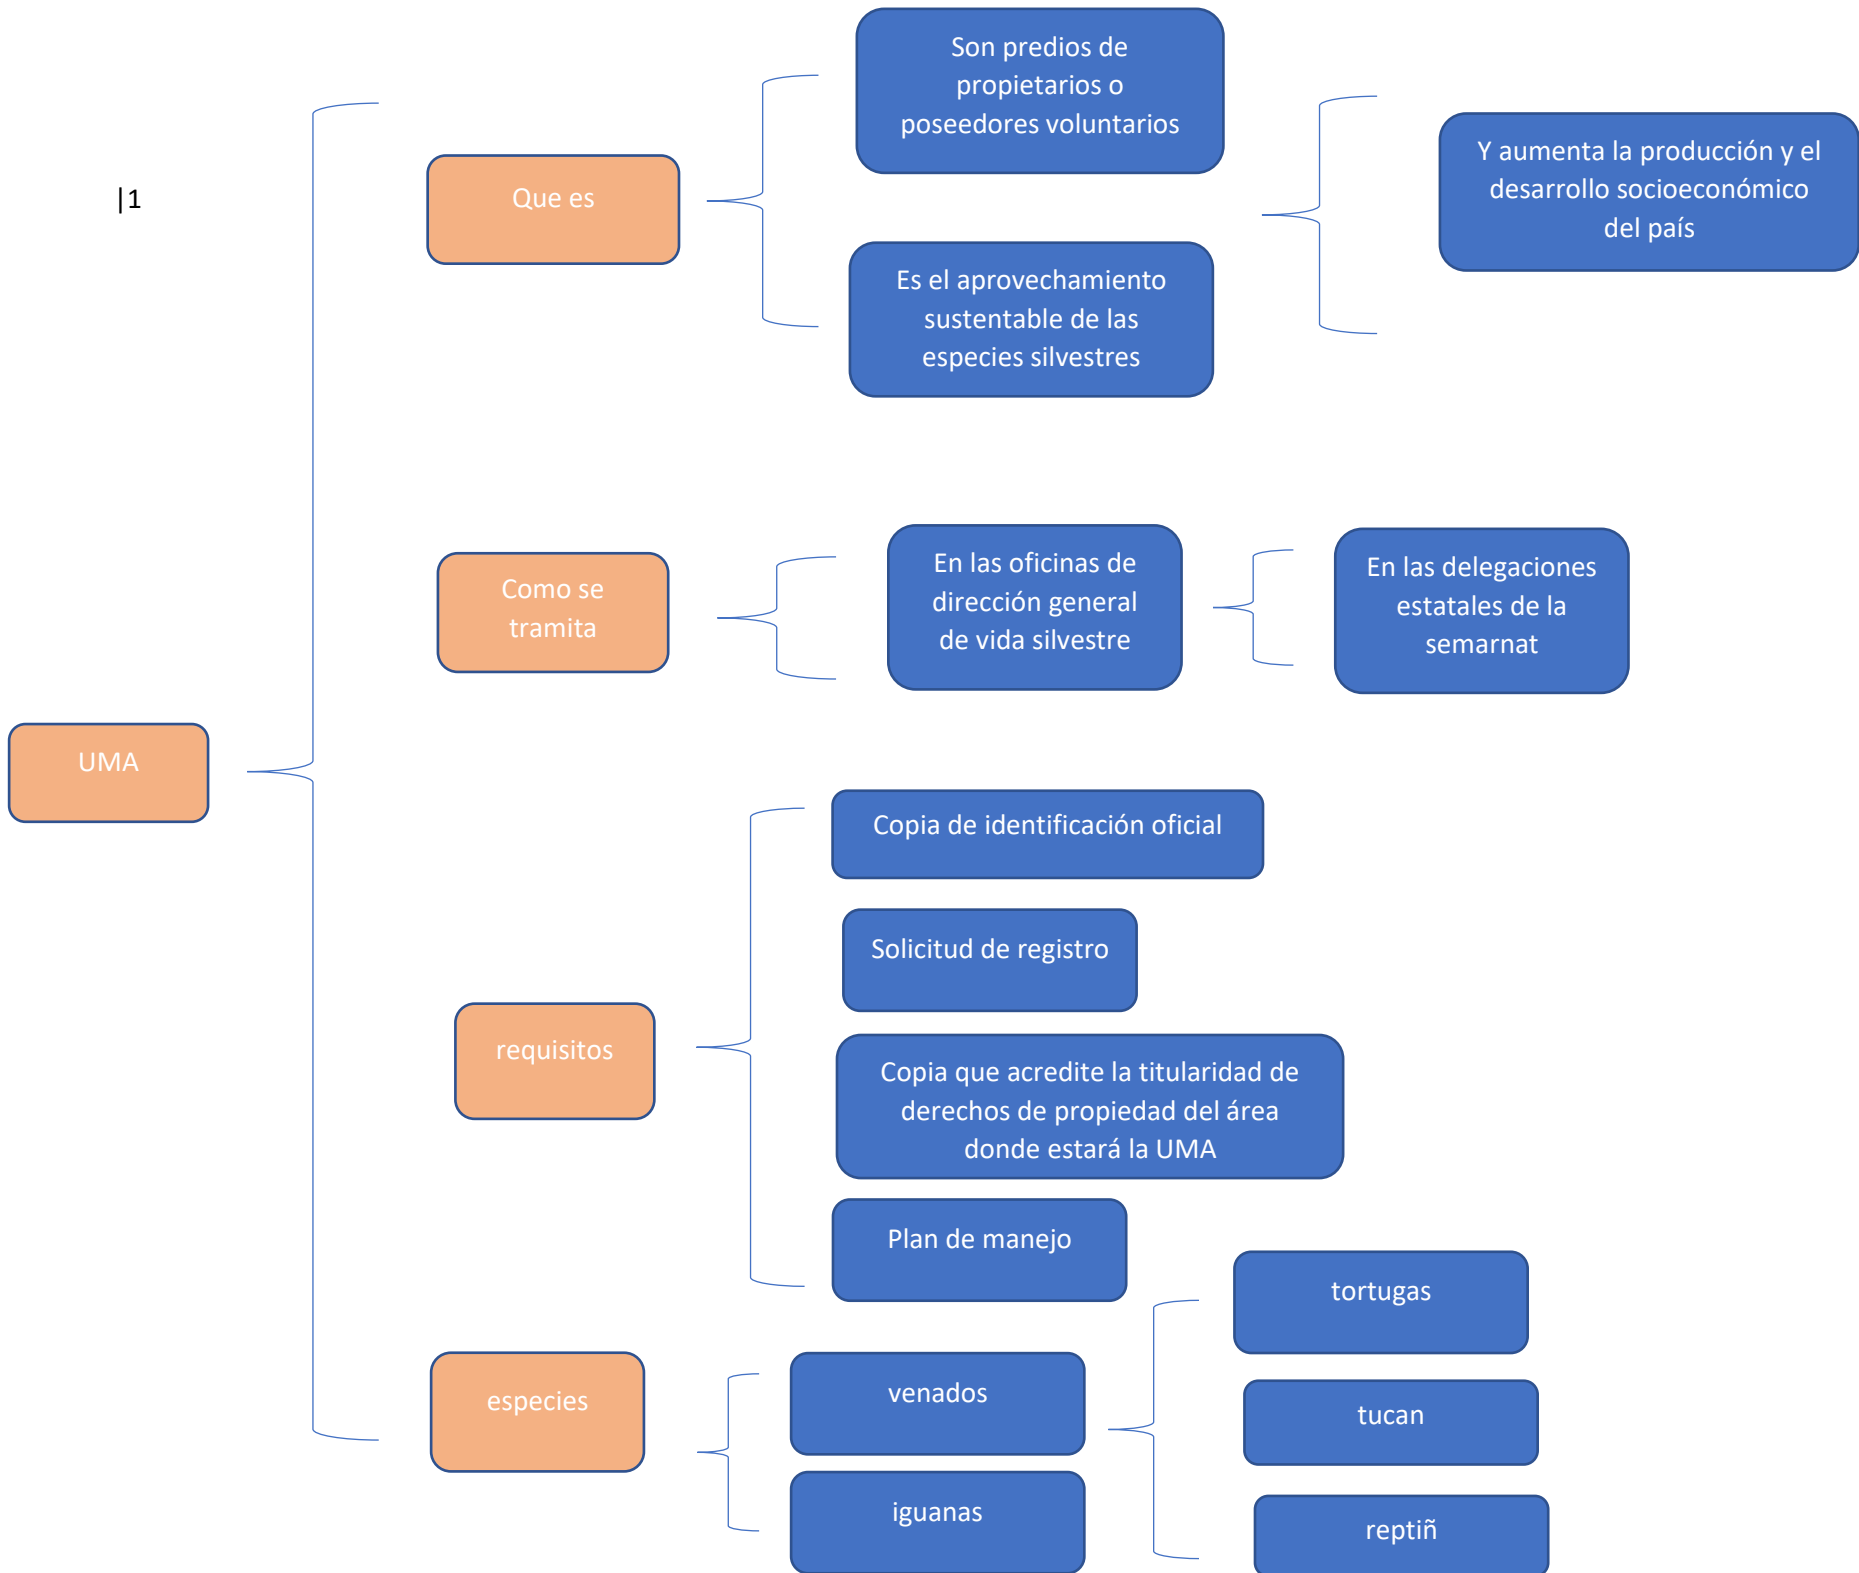 |1
UMA
Que es
Son predios de
propietarios o
poseedores voluntarios
Es el aprovechamiento
sustentable de las
especies silvestres
Y aumenta la producción y el
desarrollo socioeconómico
del país
Como se
tramita
En las oficinas de
dirección general
de vida silvestre
En las delegaciones
estatales de la
semarnat
requisitos
Copia de identificación oficial
Solicitud de registro
Copia que acredite la titularidad de
derechos de propiedad del área
donde estará la UMA
Plan de manejo
especies
venados
iguanas
tortugas
tucan
reptiñ